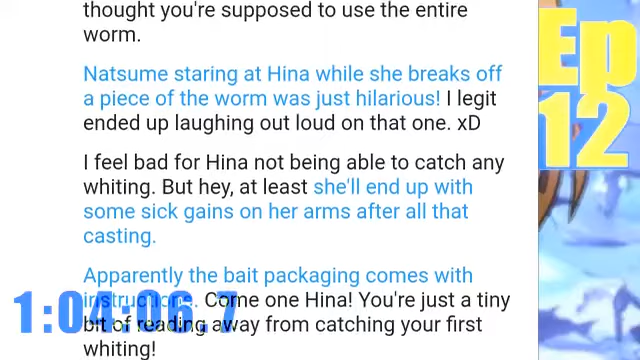 thought you're supposed to use the entire
worm.
Natsume staring at Hina while she breaks off
a piece of the worm was just hilarious! I legit
ended up laughing out loud on that one. xD
I feel bad for Hina not being able to catch any
whiting. But hey, at least she'll end up with
some sick gains on her arms after all that
casting.
Apparently the bait packaging comes with
instructions. Come one Hina! You're just a tiny
bit of reading away from catching your first
whiting!
1:04:06.7
Ep
12